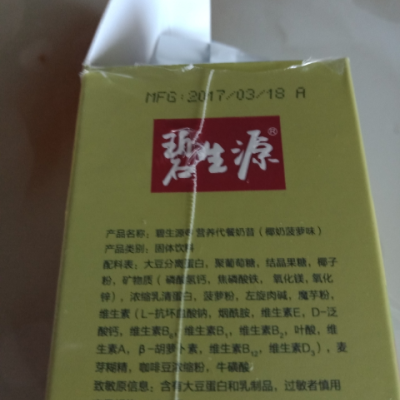 MFG:2017/03/18 A
碧生源®
产品名称：碧生源® 营养代餐奶昔（椰奶菠萝味）
产品类别：固体饮料
配料表：大豆分离蛋白，聚葡萄糖，结晶果糖，椰子
粉，矿物质（磷酸氢钙，焦磷酸铁，氧化镁，氧化
锌），浓缩乳清蛋白，菠萝粉，左旋肉碱，魔芋粉，
维生素（L-抗坏血酸钠，烟酰胺，维生素E，D-泛
酸钙，维生素B₆，维生素B₁，维生素B₂，叶酸，维
生素A，β-胡萝卜素，维生素B₁₂，维生素D₃），麦
芽糊精，咖啡豆浓缩粉，牛磺酸
致敏原信息：含有大豆蛋白和乳制品，过敏者慎用